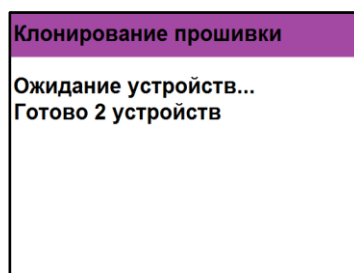 Клонирование прошивки
Ожидание устройств...
Готово 2 устройств